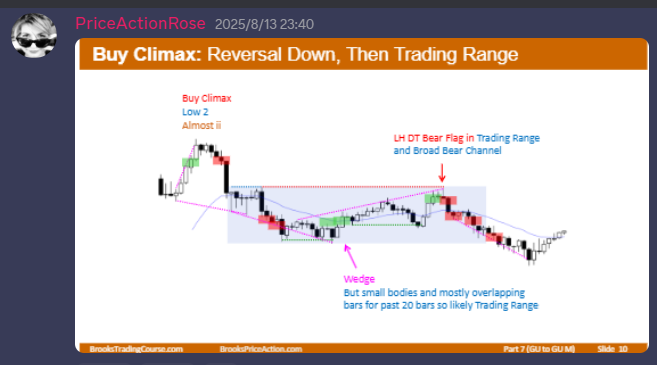 PriceActionRose 2025/8/13 23:40
Buy Climax: Reversal Down, Then Trading Range
Buy Climax
Low 2
Almost ii
LH DT Bear Flag in Trading Range
and Broad Bear Channel
Wedge
But small bodies and mostly overlapping
bars for past 20 bars so likely Trading Range
BrooksTradingCourse.com BrooksPriceAction.com Part 7 (GU to GU M) Slide 10